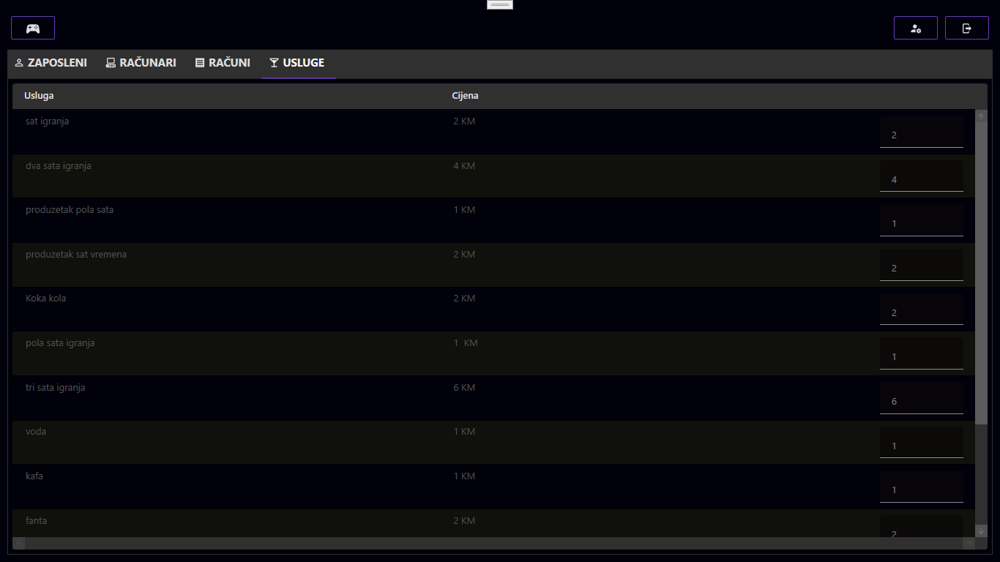 ZAPOSLENI RAČUNARI RAČUNI USLUGE
Usluga Cijena
sat igranja 2 KM 2
dva sata igranja 4 KM 4
produzetak pola sata 1 KM 1
produzetak sat vremena 2 KM 2
Koka kola 2 KM 2
pola sata igranja 1 KM 1
tri sata igranja 6 KM 6
voda 1 KM 1
kafa 1 KM 1
fanta 2 KM 2